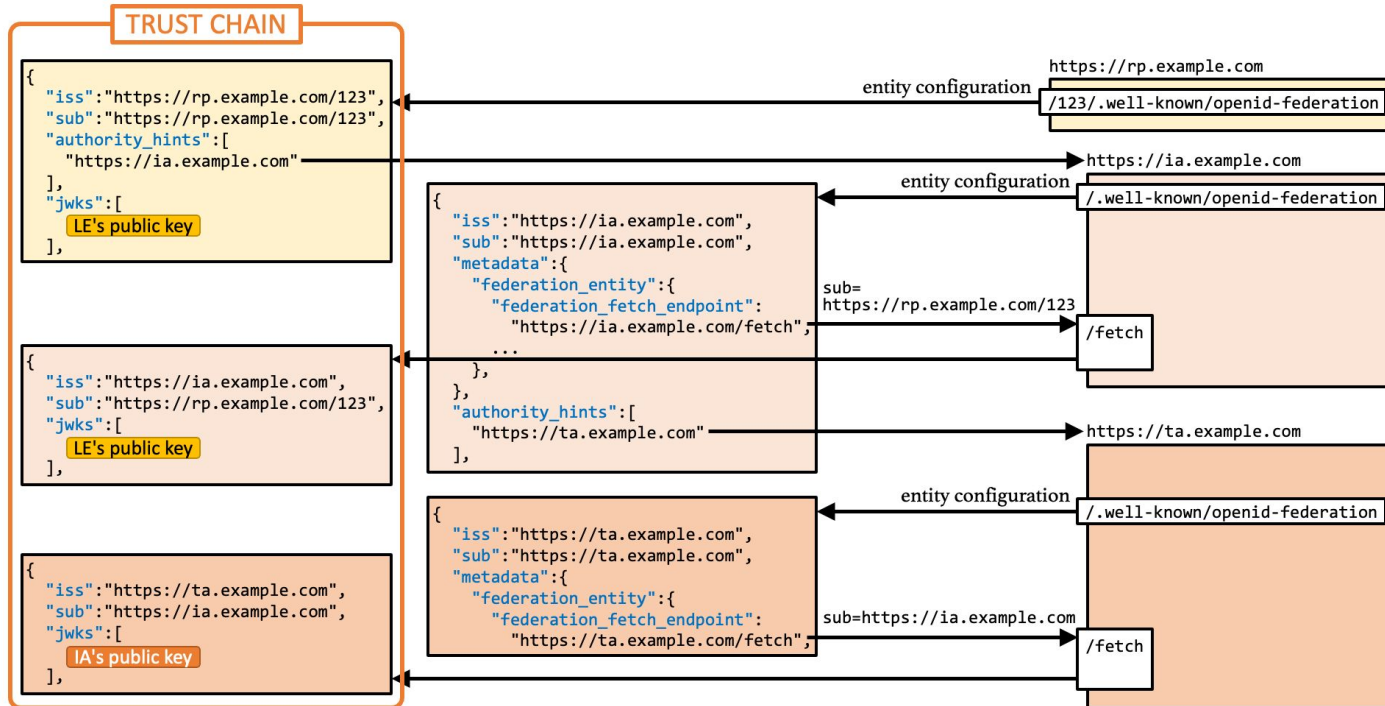 TRUST CHAIN
{
"iss":"https://rp.example.com/123",
"sub":"https://rp.example.com/123",
"authority_hints":[
"https://ia.example.com"
],
"jwks":[
LE's public key
],
entity configuration
https://rp.example.com
/123/.well-known/openid-federation
https://ia.example.com
entity configuration
/.well-known/openid-federation
{
"iss":"https://ia.example.com",
"sub":"https://ia.example.com",
"metadata":{
"federation_entity":{
"federation_fetch_endpoint":
"https://ia.example.com/fetch",
...
},
},
"authority_hints":[
"https://ta.example.com"
],
sub=
https://rp.example.com/123
/fetch
{
"iss":"https://ia.example.com",
"sub":"https://rp.example.com/123",
"jwks":[
LE's public key
],
https://ta.example.com
entity configuration
/.well-known/openid-federation
{
"iss":"https://ta.example.com",
"sub":"https://ta.example.com",
"metadata":{
"federation_entity":{
"federation_fetch_endpoint":
"https://ta.example.com/fetch",
sub=https://ia.example.com
/fetch
{
"iss":"https://ta.example.com",
"sub":"https://ia.example.com",
"jwks":[
IA's public key
],